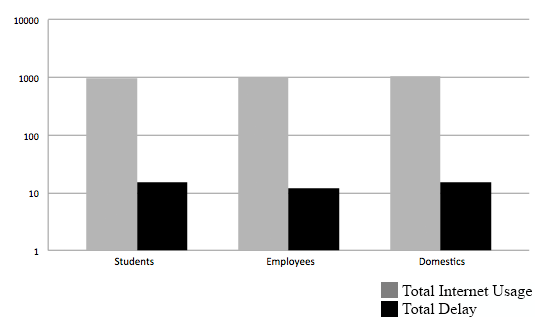 10000
1000
100
10
1
Students Employees Domestics
Total Internet Usage
Total Delay